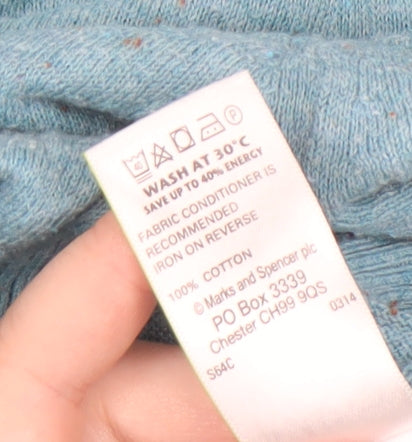 40 P
WASH AT 30°C
SAVE UP TO 40% ENERGY
FABRIC CONDITIONER IS
RECOMMENDED
IRON ON REVERSE
100% COTTON
© Marks and Spencer plc
PO Box 3339
Chester CH99 9QS
S64C 0314